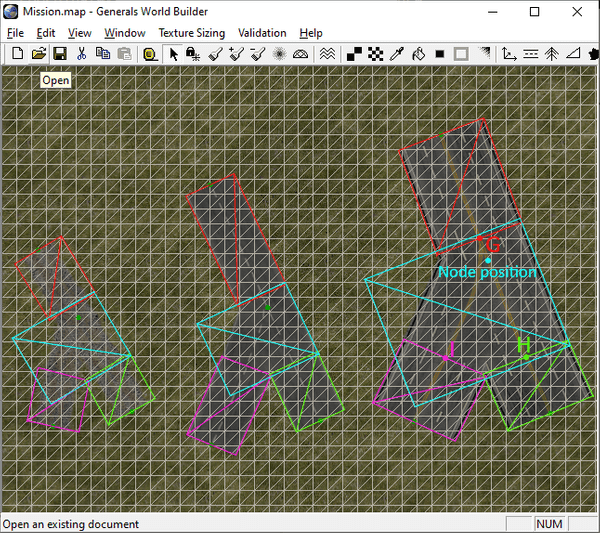 Mission.map - Generals World Builder
File Edit View Window Texture Sizing Validation Help
Open
G
Node position
H
I
Open an existing document
NUM